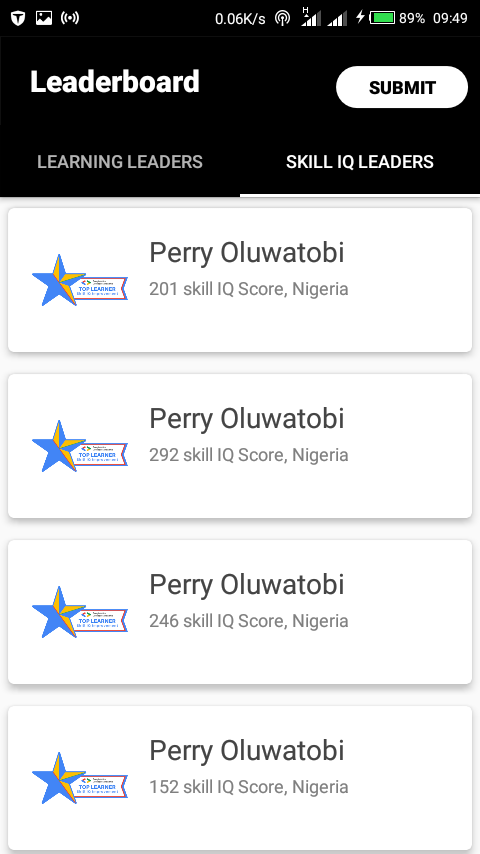 0.06K/s H 89% 09:49
Leaderboard
SUBMIT
LEARNING LEADERS SKILL IQ LEADERS
Perry Oluwatobi
201 skill IQ Score, Nigeria
TOP LEARNER
Perry Oluwatobi
292 skill IQ Score, Nigeria
TOP LEARNER
Perry Oluwatobi
246 skill IQ Score, Nigeria
TOP LEARNER
Perry Oluwatobi
152 skill IQ Score, Nigeria
TOP LEARNER